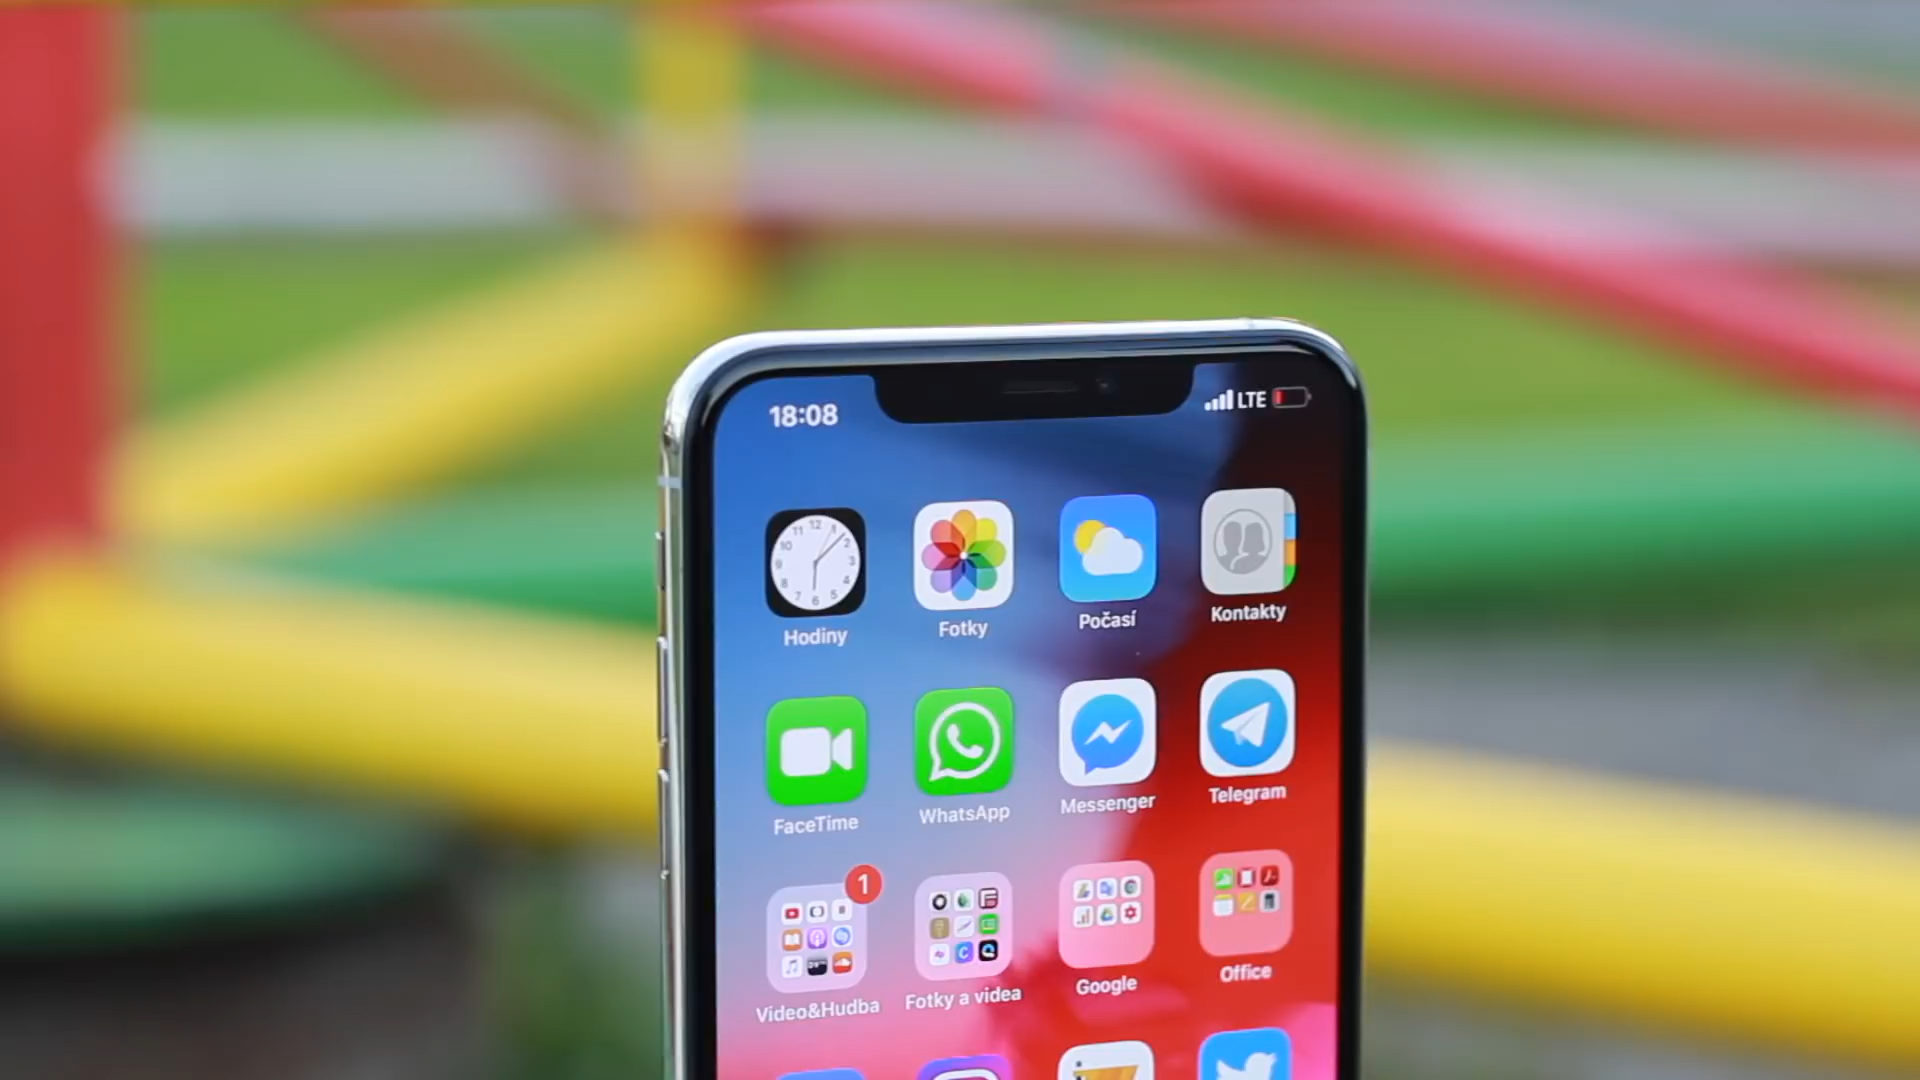 18:08
LTE
Hodiny
Fotky
Počasí
Kontakty
FaceTime
WhatsApp
Messenger
Telegram
1
Video&Hudba
Fotky a videa
Google
Office